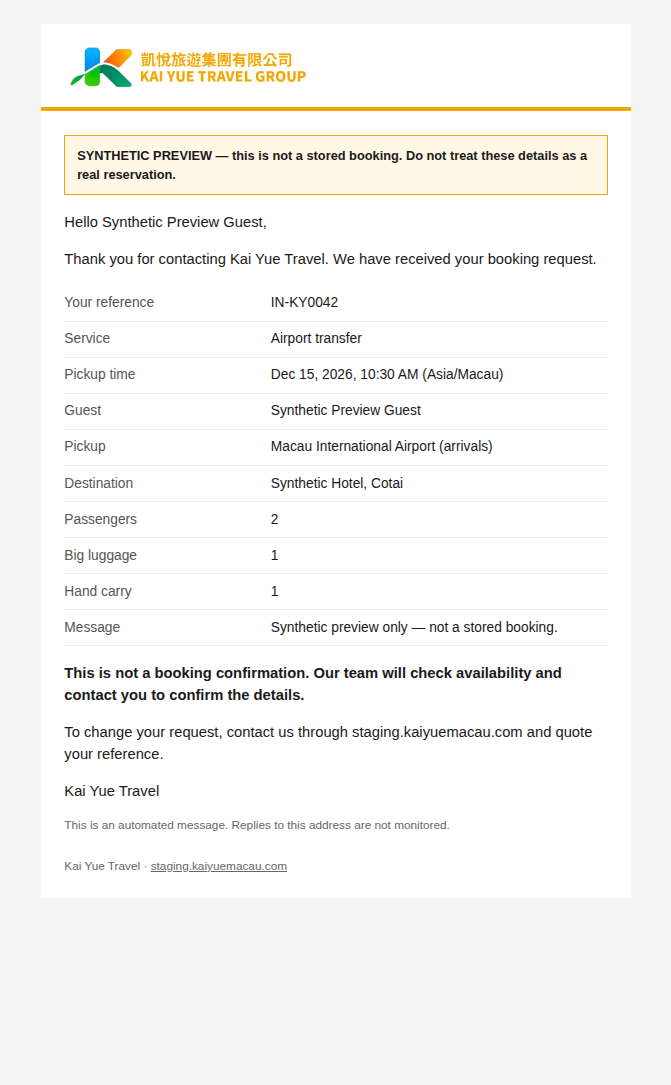 凱悅旅遊集團有限公司
KAI YUE TRAVEL GROUP
SYNTHETIC PREVIEW — this is not a stored booking. Do not treat these details as a
real reservation.
Hello Synthetic Preview Guest,
Thank you for contacting Kai Yue Travel. We have received your booking request.
Your reference IN-KY0042
Service Airport transfer
Pickup time Dec 15, 2026, 10:30 AM (Asia/Macau)
Guest Synthetic Preview Guest
Pickup Macau International Airport (arrivals)
Destination Synthetic Hotel, Cotai
Passengers 2
Big luggage 1
Hand carry 1
Message Synthetic preview only — not a stored booking.
This is not a booking confirmation. Our team will check availability and
contact you to confirm the details.
To change your request, contact us through staging.kaiyuemacau.com and quote
your reference.
Kai Yue Travel
This is an automated message. Replies to this address are not monitored.
Kai Yue Travel · staging.kaiyuemacau.com